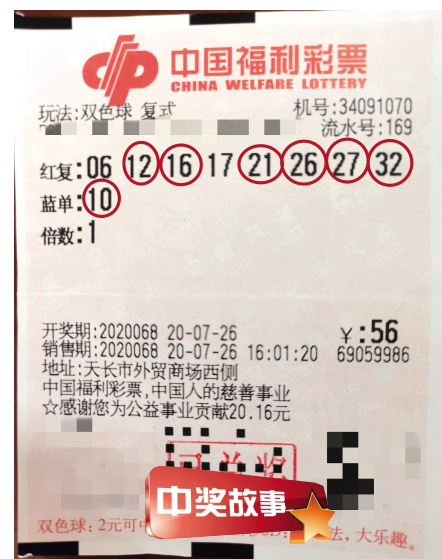 中国福利彩票
CHINA WELFARE LOTTERY
玩法:双色球 复式 机号:34091070
流水号:169
红复:06 12 16 17 21 26 27 32
蓝单:10
倍数:1
开奖期:2020068 20-07-26 ¥:56
销售期:2020068 20-07-26 16:01:20 69059986
地址:天长市外贸商场西侧
中国福利彩票,中国人的慈善事业
☆感谢您为公益事业贡献20.16元
中奖故事
双色球: 2元可中 法, 大乐趣。